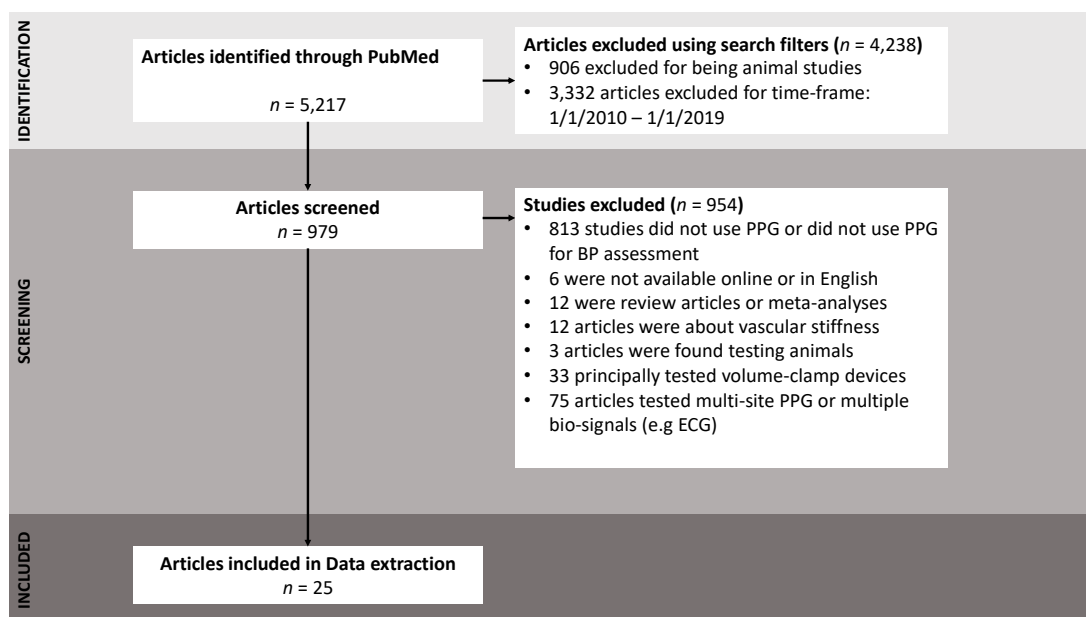 IDENTIFICATION
Articles identified through PubMed
n = 5,217
Articles excluded using search filters (n = 4,238)
• 906 excluded for being animal studies
• 3,332 articles excluded for time-frame:
1/1/2010 – 1/1/2019
SCREENING
Articles screened
n = 979
Studies excluded (n = 954)
• 813 studies did not use PPG or did not use PPG
for BP assessment
• 6 were not available online or in English
• 12 were review articles or meta-analyses
• 12 articles were about vascular stiffness
• 3 articles were found testing animals
• 33 principally tested volume-clamp devices
• 75 articles tested multi-site PPG or multiple
bio-signals (e.g ECG)
INCLUDED
Articles included in Data extraction
n = 25